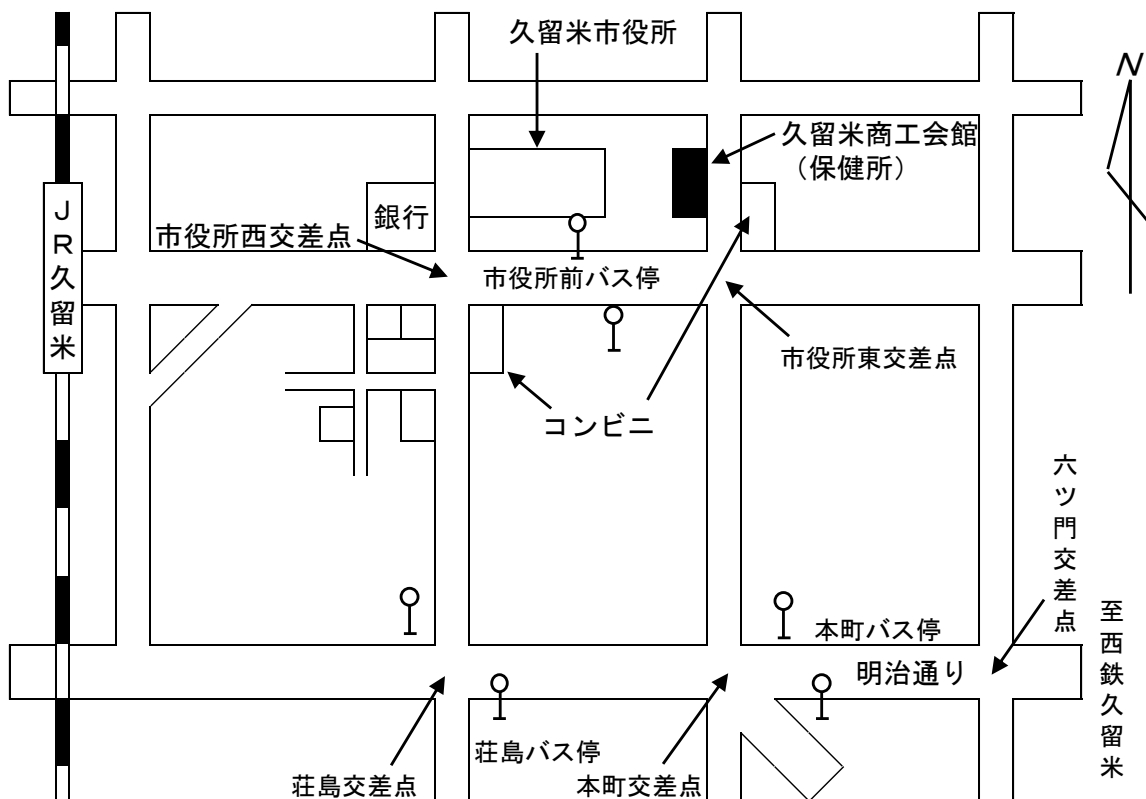 久留米市役所
N
久留米商工会館
（保健所）
JR久留米
銀行
市役所西交差点
市役所前バス停
市役所東交差点
コンビニ
六ツ門交差点
本町バス停
至西鉄久留米
明治通り
荘島バス停
荘島交差点
本町交差点